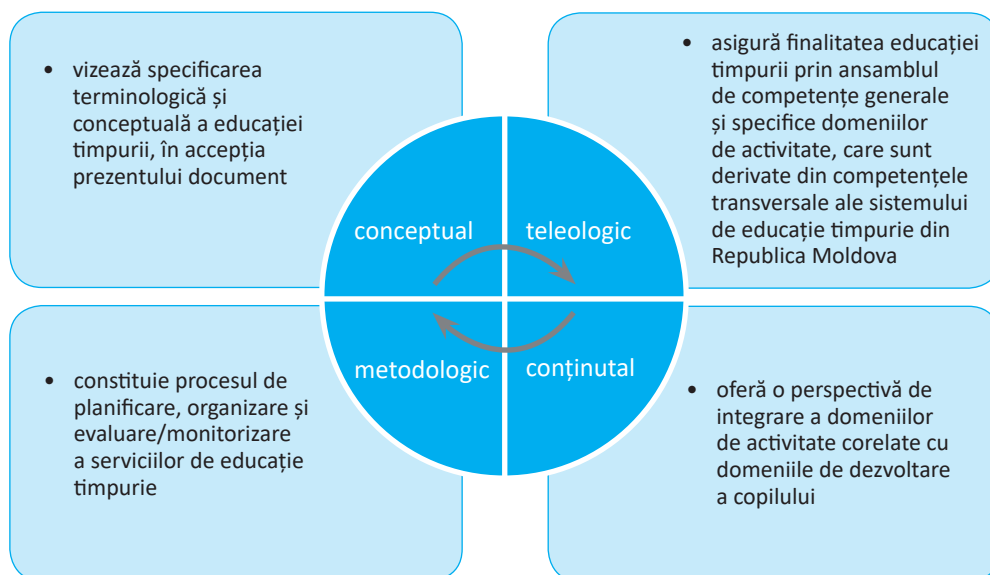 • vizează specificarea
terminologică și
conceptuală a educației
timpurii, în accepția
prezentului document
• asigură finalitatea educației
timpurii prin ansamblul
de competențe generale
și specifice domeniilor
de activitate, care sunt
derivate din competențele
transversale ale sistemului
de educație timpurie din
Republica Moldova
conceptual
teleologic
metodologic
conținutal
• constituie procesul de
planificare, organizare și
evaluare/monitorizare
a serviciilor de educație
timpurie
• oferă o perspectivă de
integrare a domeniilor
de activitate corelate cu
domeniile de dezvoltare
a copilului